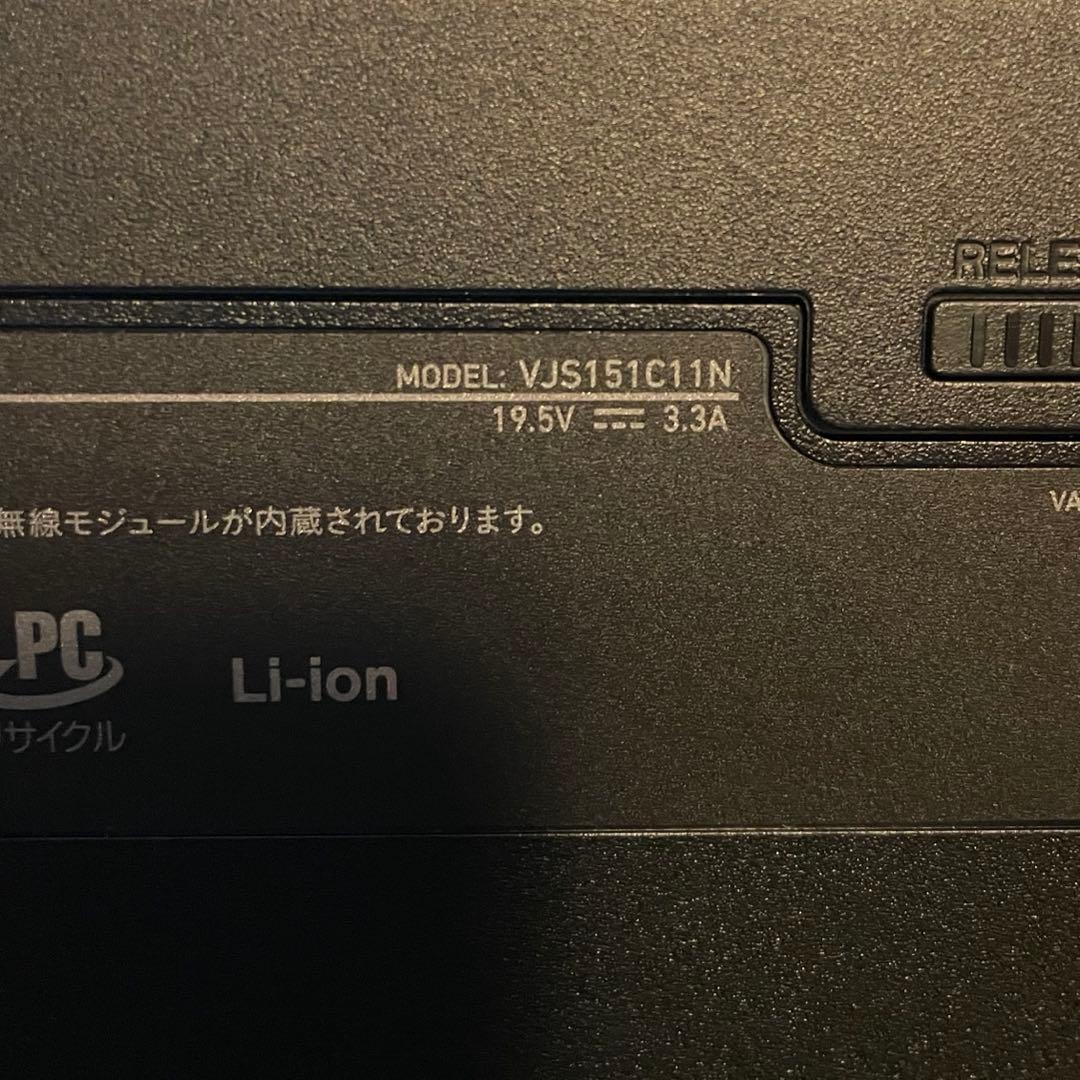 RELE
MODEL: VJS151C11N
19.5V ⎓ 3.3A
VA
無線モジュールが内蔵されております。
PC
Li-ion
リサイクル